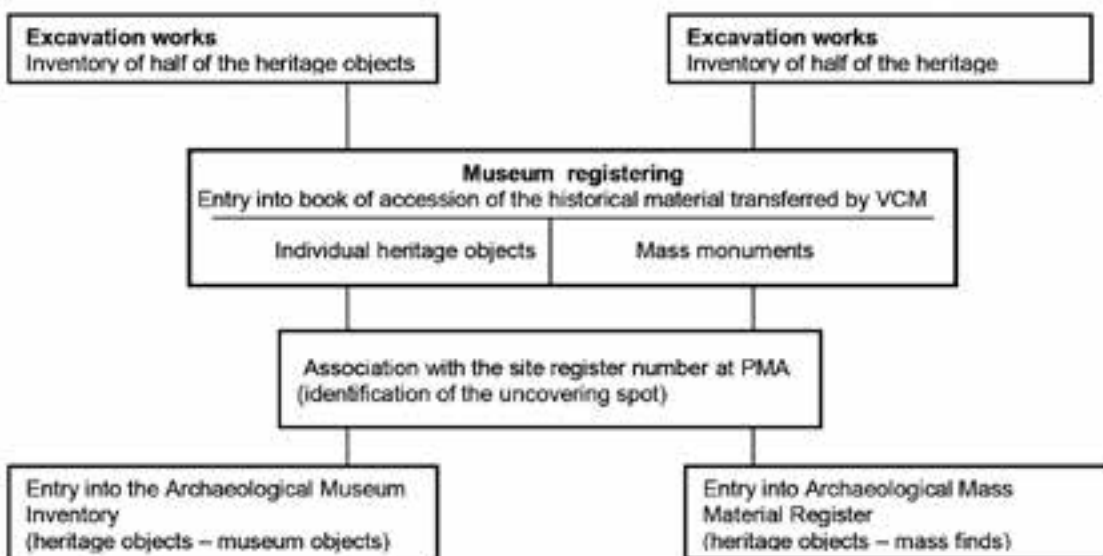 Excavation works
Inventory of half of the heritage objects
Excavation works
Inventory of half of the heritage
Museum registering
Entry into book of accession of the historical material transferred by VCM
Individual heritage objects
Mass monuments
Association with the site register number at PMA
(identification of the uncovering spot)
Entry into the Archaeological Museum
Inventory
(heritage objects – museum objects)
Entry into Archaeological Mass
Material Register
(heritage objects – mass finds)